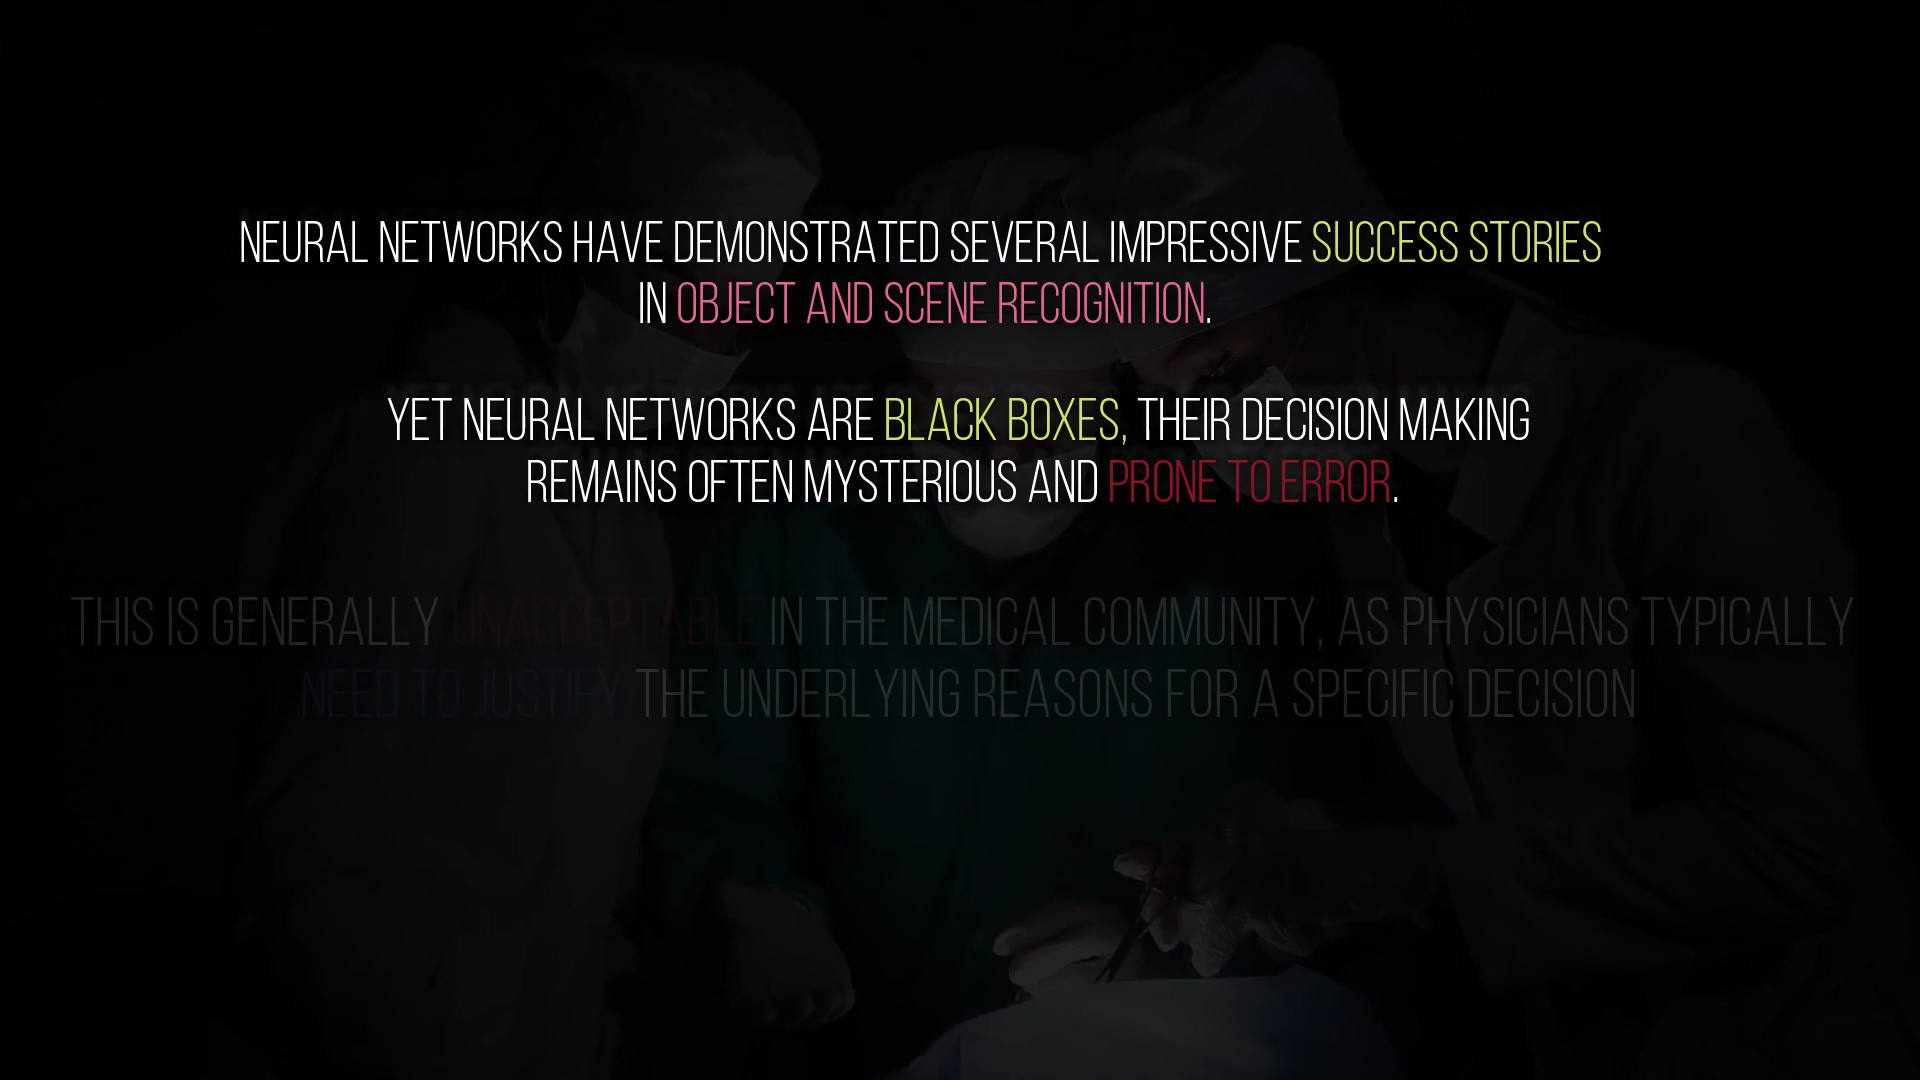 NEURAL NETWORKS HAVE DEMONSTRATED SEVERAL IMPRESSIVE SUCCESS STORIES
IN OBJECT AND SCENE RECOGNITION.
YET NEURAL NETWORKS ARE BLACK BOXES, THEIR DECISION MAKING
REMAINS OFTEN MYSTERIOUS AND PRONE TO ERROR.
THIS IS GENERALLY UNACCEPTABLE IN THE MEDICAL COMMUNITY, AS PHYSICIANS TYPICALLY
NEED TO JUSTIFY THE UNDERLYING REASONS FOR A SPECIFIC DECISION